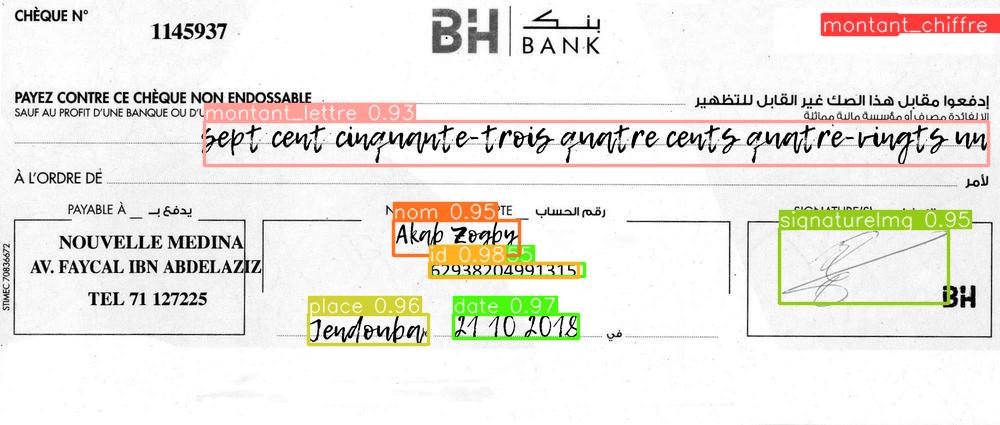 CHÈQUE N°
1145937
BH بنك
BANK
montant_chiffre
PAYEZ CONTRE CE CHÈQUE NON ENDOSSABLE
إدفعوا مقابل هذا الصك غير القابل للتظهير
SAUF AU PROFIT D'UNE BANQUE OU D'U
الا لفائدة مصرف أو مؤسسة مالية مماثلة
montant_lettre 0.93
sept cent cinquante-trois quatre cents quatre-vingts un
À L'ORDRE DE
لأمر
PAYABLE À يدفع بـ
رقم الحساب
nom 0.95
signatureImg 0.95
NOUVELLE MEDINA
AV. FAYCAL IBN ABDELAZIZ
TEL 71 127225
STIMEC 70836672
Akab Zogby
id 0.98
55
62938204991315
BH
place 0.96
date 0.97
Jendouba
21 10 2018
في